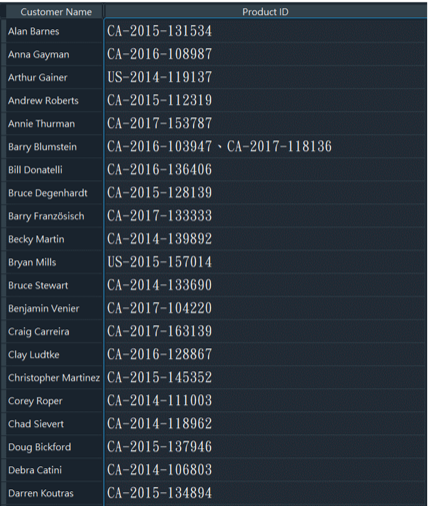 Customer Name Product ID
Alan Barnes CA-2015-131534
Anna Gayman CA-2016-108987
Arthur Gainer US-2014-119137
Andrew Roberts CA-2015-112319
Annie Thurman CA-2017-153787
Barry Blumstein CA-2016-103947、CA-2017-118136
Bill Donatelli CA-2016-136406
Bruce Degenhardt CA-2015-128139
Barry Französisch CA-2017-133333
Becky Martin CA-2014-139892
Bryan Mills US-2015-157014
Bruce Stewart CA-2014-133690
Benjamin Venier CA-2017-104220
Craig Carreira CA-2017-163139
Clay Ludtke CA-2016-128867
Christopher Martinez CA-2015-145352
Corey Roper CA-2014-111003
Chad Sievert CA-2014-118962
Doug Bickford CA-2015-137946
Debra Catini CA-2014-106803
Darren Koutras CA-2015-134894